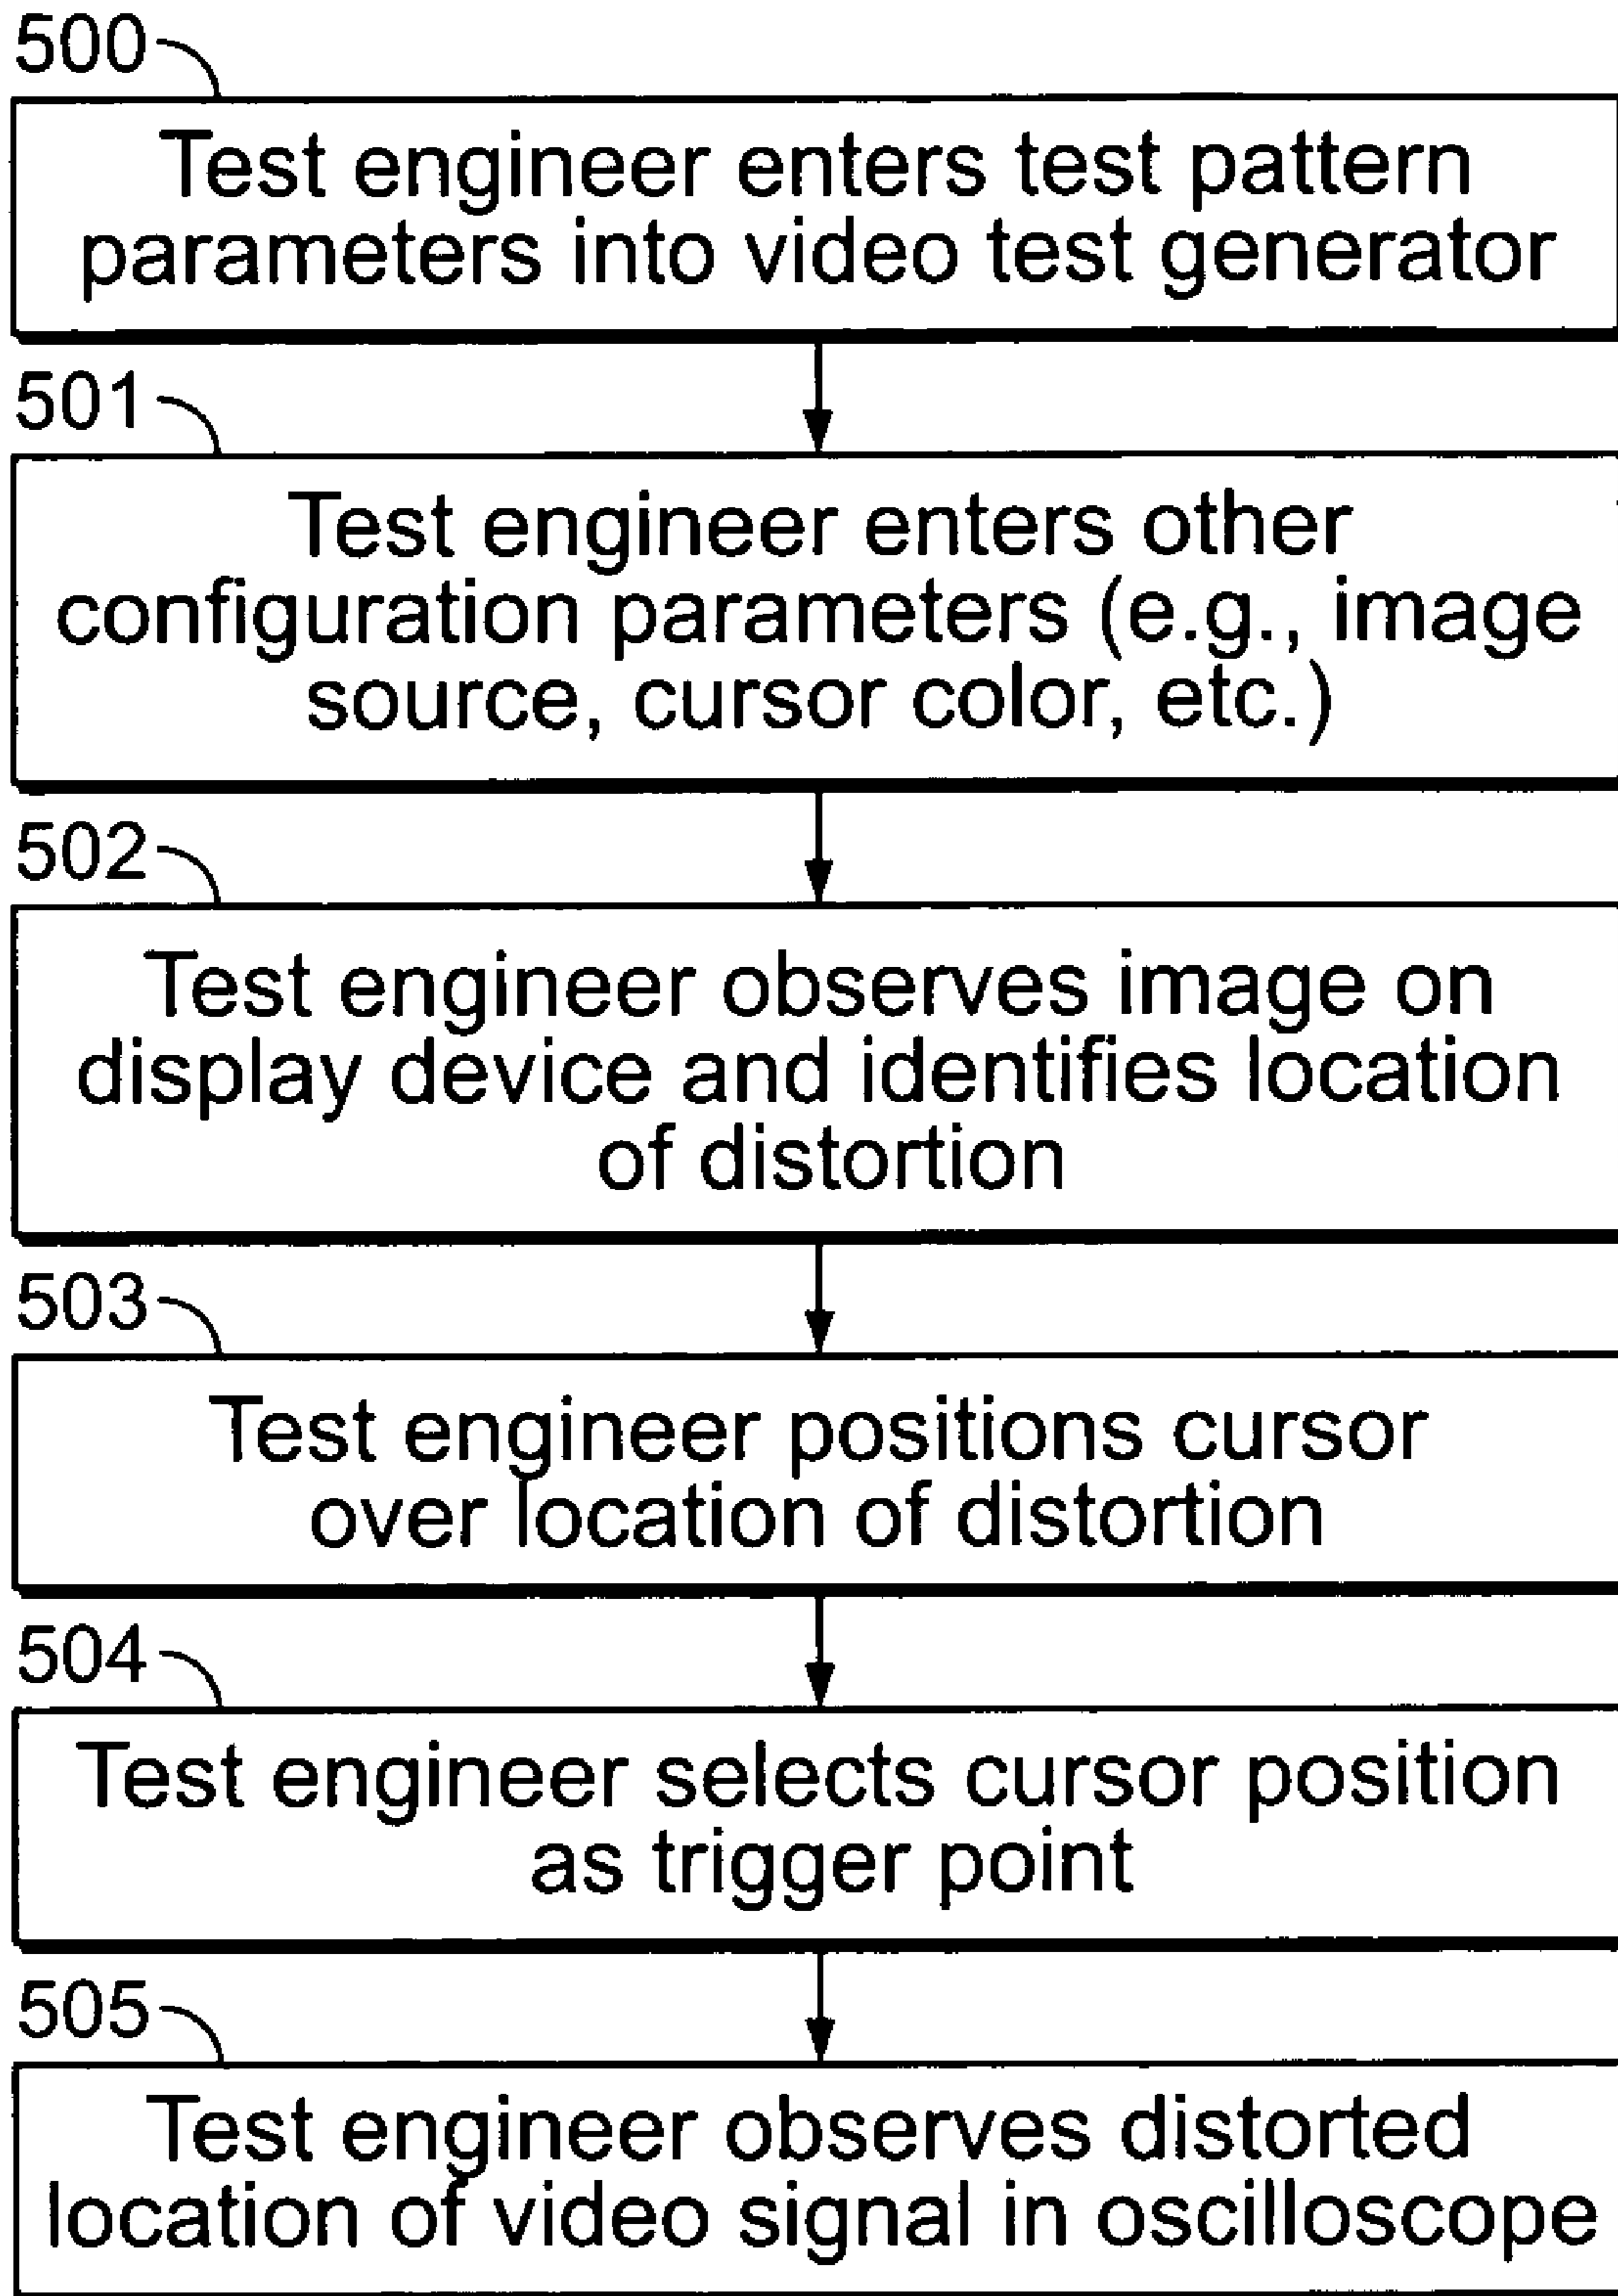 500
Test engineer enters test pattern
parameters into video test generator
501
Test engineer enters other
configuration parameters (e.g., image
source, cursor color, etc.)
502
Test engineer observes image on
display device and identifies location
of distortion
503
Test engineer positions cursor
over location of distortion
504
Test engineer selects cursor position
as trigger point
505
Test engineer observes distorted
location of video signal in oscilloscope